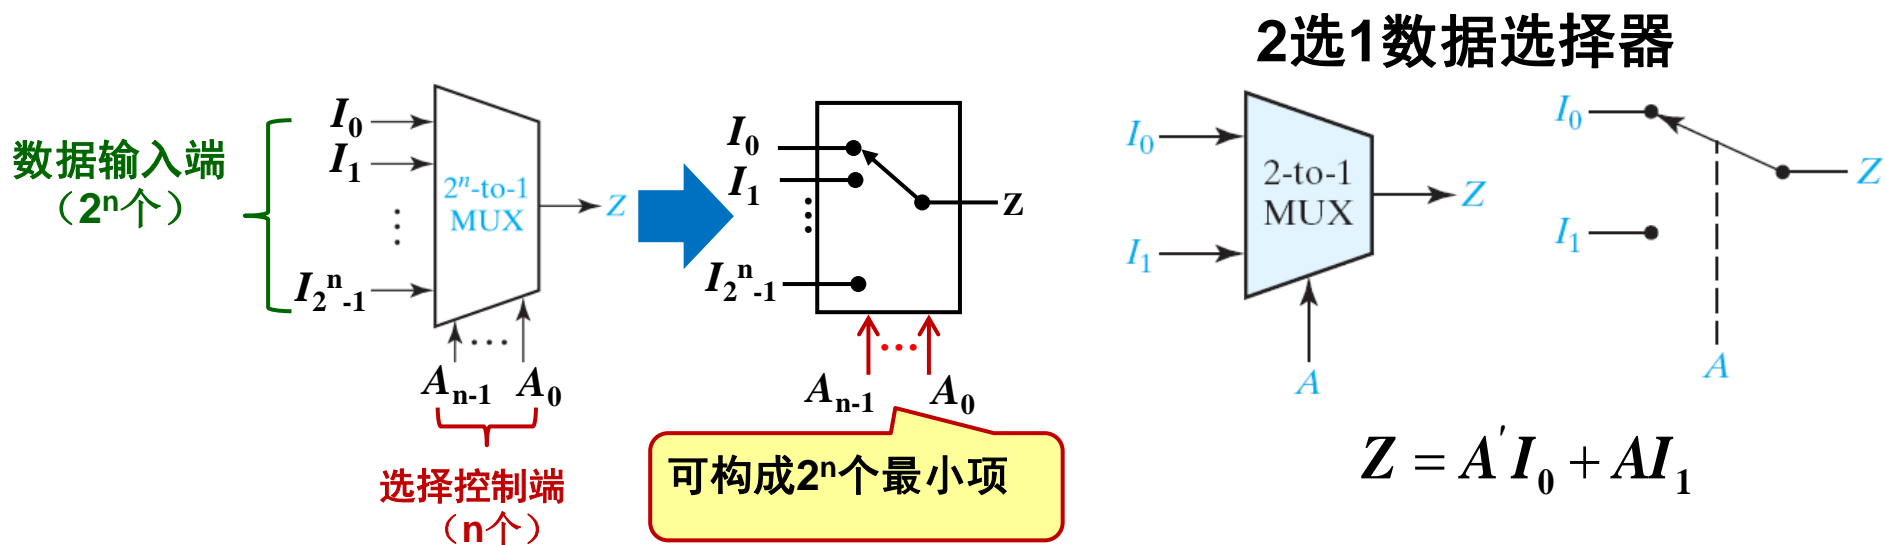 2选1数据选择器
数据输入端
（2ⁿ个）
I₀
I₁
⋮
I₂ⁿ₋₁
2ⁿ-to-1
MUX
Z
Aₙ₋₁ … A₀
选择控制端
（n个）
I₀
I₁
⋮
I₂ⁿ₋₁
Z
…
Aₙ₋₁ A₀
可构成2ⁿ个最小项
I₀
I₁
2-to-1
MUX
Z
A
I₀
I₁
Z
A
Z = A'I₀ + AI₁